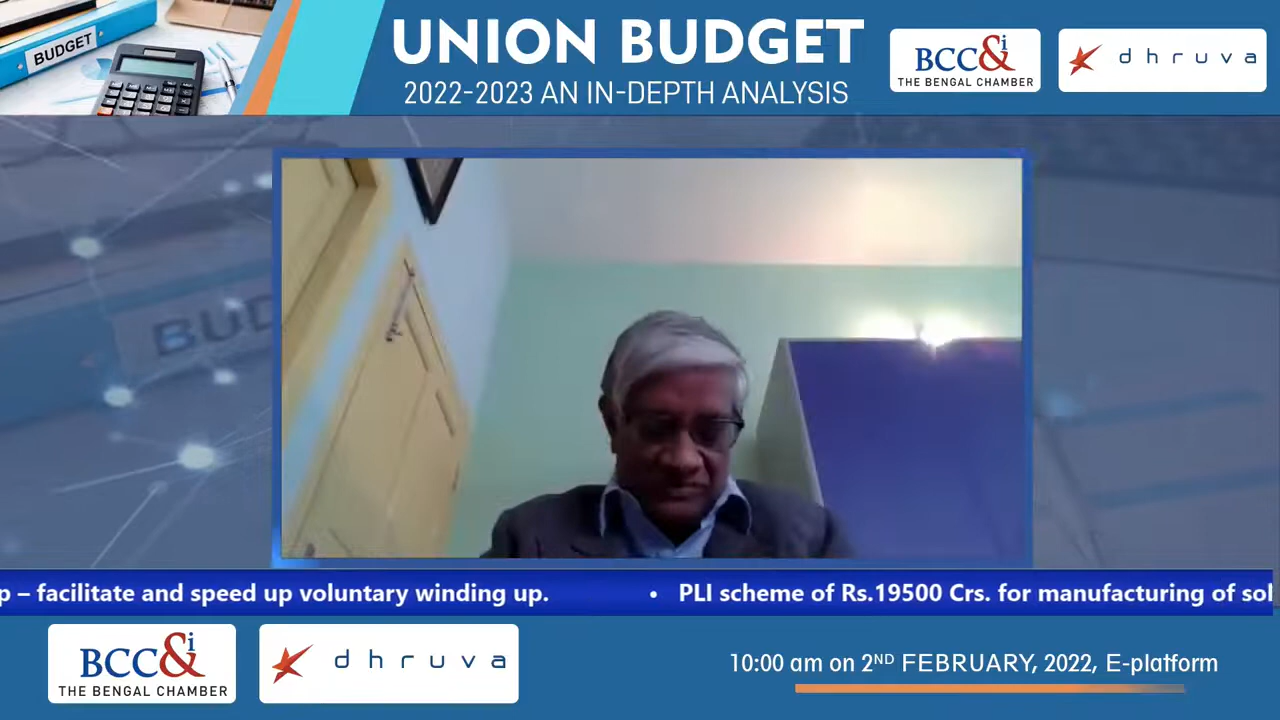 BUDGET
UNION BUDGET
2022-2023 AN IN-DEPTH ANALYSIS
BCC&i
THE BENGAL CHAMBER
dhruva
BUD
p – facilitate and speed up voluntary winding up. • PLI scheme of Rs.19500 Crs. for manufacturing of sol
BCC&i
THE BENGAL CHAMBER
dhruva
10:00 am on 2ND FEBRUARY, 2022, E-platform